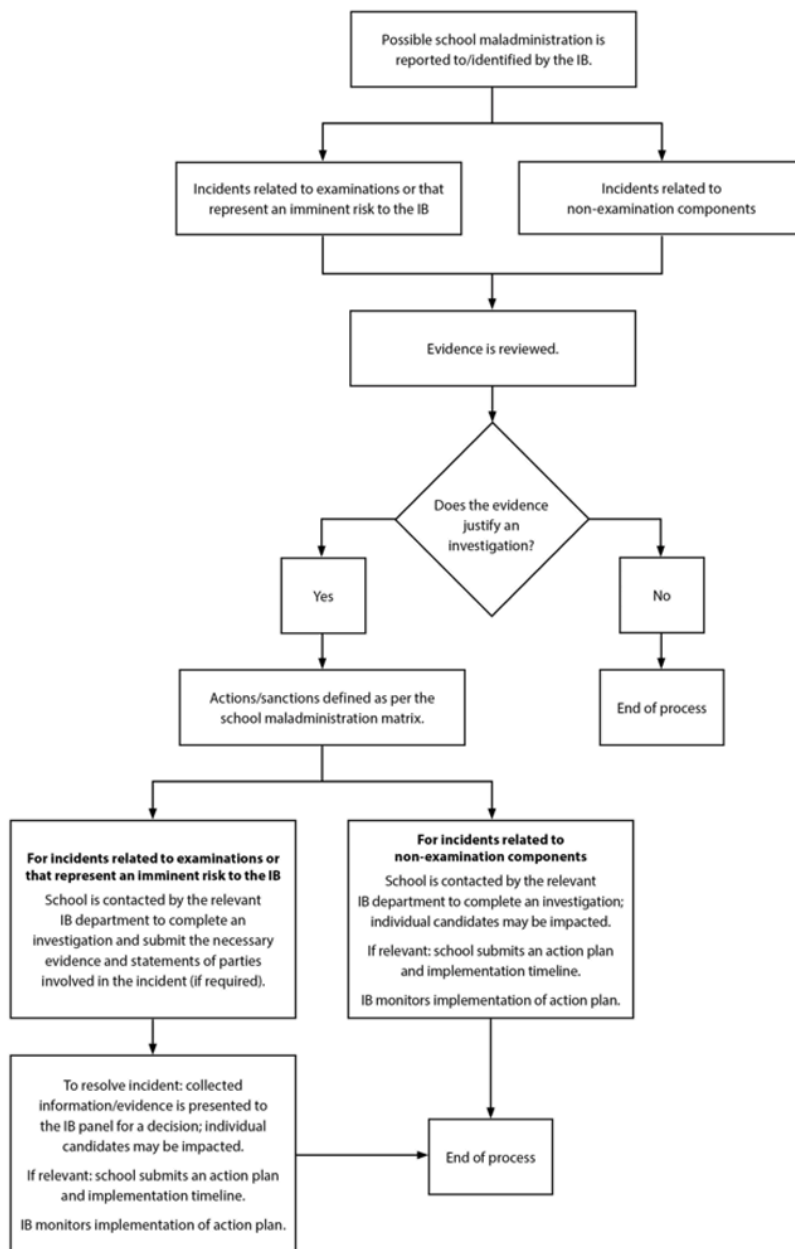 Possible school maladministration is
reported to/identified by the IB.
Incidents related to examinations or that
represent an imminent risk to the IB
Incidents related to
non-examination components
Evidence is reviewed.
Does the evidence
justify an
investigation?
Yes
No
Actions/sanctions defined as per the
school maladministration matrix.
End of process
For incidents related to examinations or
that represent an imminent risk to the IB
School is contacted by the relevant
IB department to complete an
investigation and submit the necessary
evidence and statements of parties
involved in the incident (if required).
For incidents related to
non-examination components
School is contacted by the relevant
IB department to complete an investigation;
individual candidates may be impacted.
If relevant: school submits an action plan
and implementation timeline.
IB monitors implementation of action plan.
To resolve incident: collected
information/evidence is presented to
the IB panel for a decision; individual
candidates may be impacted.
If relevant: school submits an action plan
and implementation timeline.
IB monitors implementation of action plan.
End of process